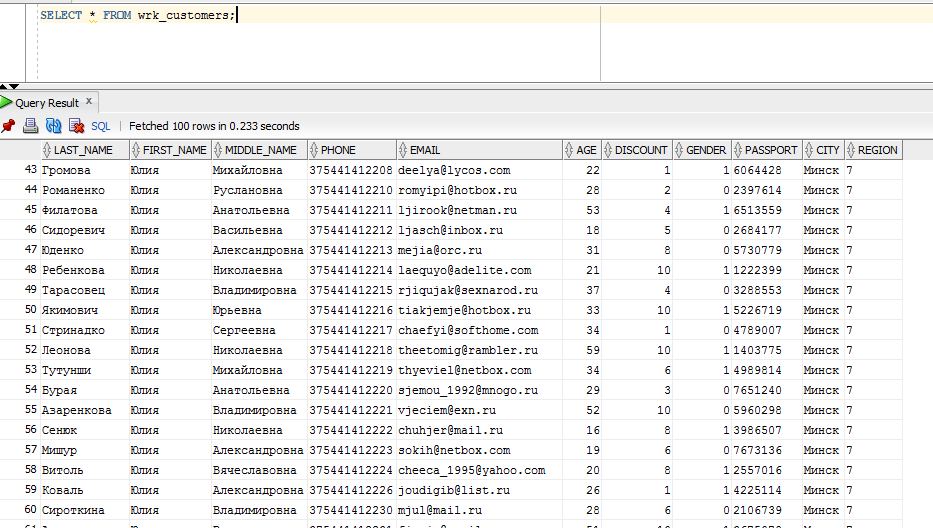 SELECT * FROM wrk_customers;
Query Result x
SQL | Fetched 100 rows in 0.233 seconds
LAST_NAME FIRST_NAME MIDDLE_NAME PHONE EMAIL AGE DISCOUNT GENDER PASSPORT CITY REGION
43 Громова Юлия Михайловна 375441412208 deelya@lycos.com 22 1 1 6064428 Минск 7
44 Романенко Юлия Руслановна 375441412210 romyipi@hotbox.ru 28 2 0 2397614 Минск 7
45 Филатова Юлия Анатольевна 375441412211 ljirook@netman.ru 53 4 1 6513559 Минск 7
46 Сидоревич Юлия Васильевна 375441412212 ljasch@inbox.ru 18 5 0 2684177 Минск 7
47 Юденко Юлия Александровна 375441412213 mejia@orc.ru 31 8 0 5730779 Минск 7
48 Ребенкова Юлия Николаевна 375441412214 laequyo@adelite.com 21 10 1 1222399 Минск 7
49 Тарасовец Юлия Владимировна 375441412215 rjiqujak@sexnarod.ru 37 4 0 3288553 Минск 7
50 Якимович Юлия Юрьевна 375441412216 tiakjemje@hotbox.ru 33 10 1 5226719 Минск 7
51 Стринадко Юлия Сергеевна 375441412217 chaefyi@softhome.com 34 1 0 4789007 Минск 7
52 Леонова Юлия Николаевна 375441412218 theetomig@rambler.ru 59 10 1 1403775 Минск 7
53 Тутунши Юлия Михайловна 375441412219 thyeviel@netbox.com 34 6 1 4989814 Минск 7
54 Бурая Юлия Анатольевна 375441412220 sjemou_1992@mnogo.ru 29 3 0 7651240 Минск 7
55 Азаренкова Юлия Владимировна 375441412221 vjeciem@exn.ru 52 10 0 5960298 Минск 7
56 Сенюк Юлия Николаевна 375441412222 chuhjer@mail.ru 16 8 1 3986507 Минск 7
57 Мишур Юлия Александровна 375441412223 sokih@netbox.com 19 6 0 7673136 Минск 7
58 Витоль Юлия Вячеславовна 375441412224 cheeca_1995@yahoo.com 20 8 1 2557016 Минск 7
59 Коваль Юлия Александровна 375441412226 joudigib@list.ru 26 1 1 4225114 Минск 7
60 Сироткина Юлия Владимировна 375441412230 mjul@mail.ru 28 6 0 2106739 Минск 7